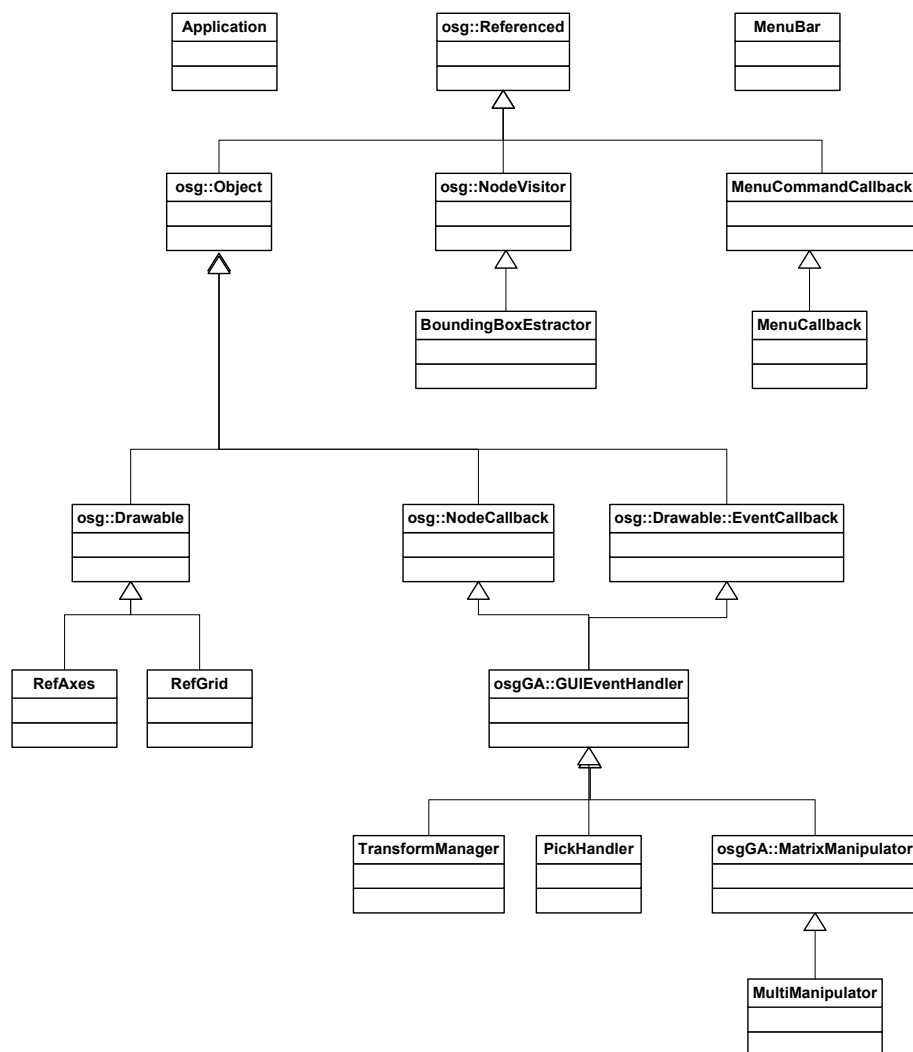 Application
osg::Referenced
MenuBar
osg::Object
osg::NodeVisitor
MenuCommandCallback
BoundingBoxEstractor
MenuCallback
osg::Drawable
osg::NodeCallback
osg::Drawable::EventCallback
RefAxes
RefGrid
osgGA::GUIEventHandler
TransformManager
PickHandler
osgGA::MatrixManipulator
MultiManipulator